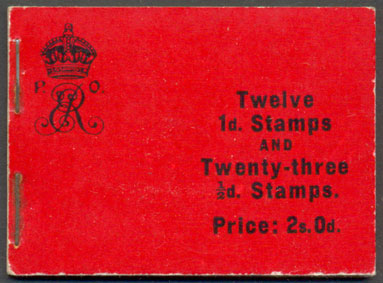 P. O.
Twelve
1d. Stamps
AND
Twenty-three
½d. Stamps.
Price: 2s. 0d.